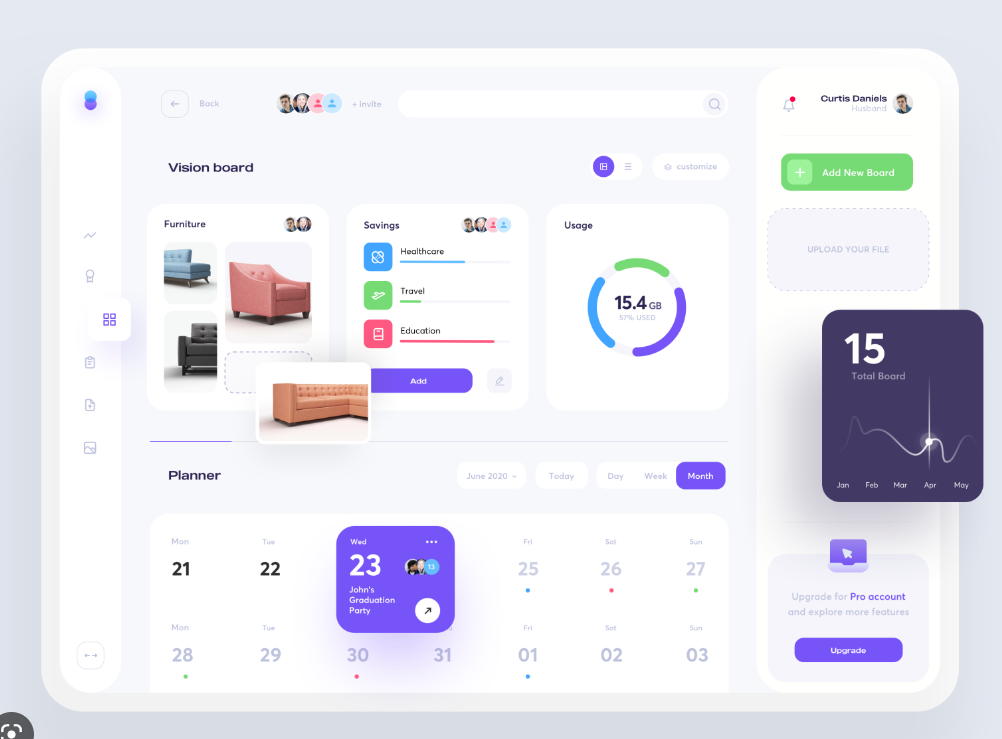 Back
+ invite
Curtis Daniels
Husband
Vision board
customize
+ Add New Board
Furniture
Savings
Usage
UPLOAD YOUR FILE
Healthcare
Travel
Education
15.4 GB
57% USED
Add
15
Total Board
Jan Feb Mar Apr May
Planner
June 2020
Today
Day Week Month
Mon Tue Wed Fri Sat Sun
21 22 23 25 26 27
13
John's
Graduation
Party
Mon Tue Fri Sat Sun
28 29 30 31 01 02 03
Upgrade for Pro account
and explore more features
Upgrade